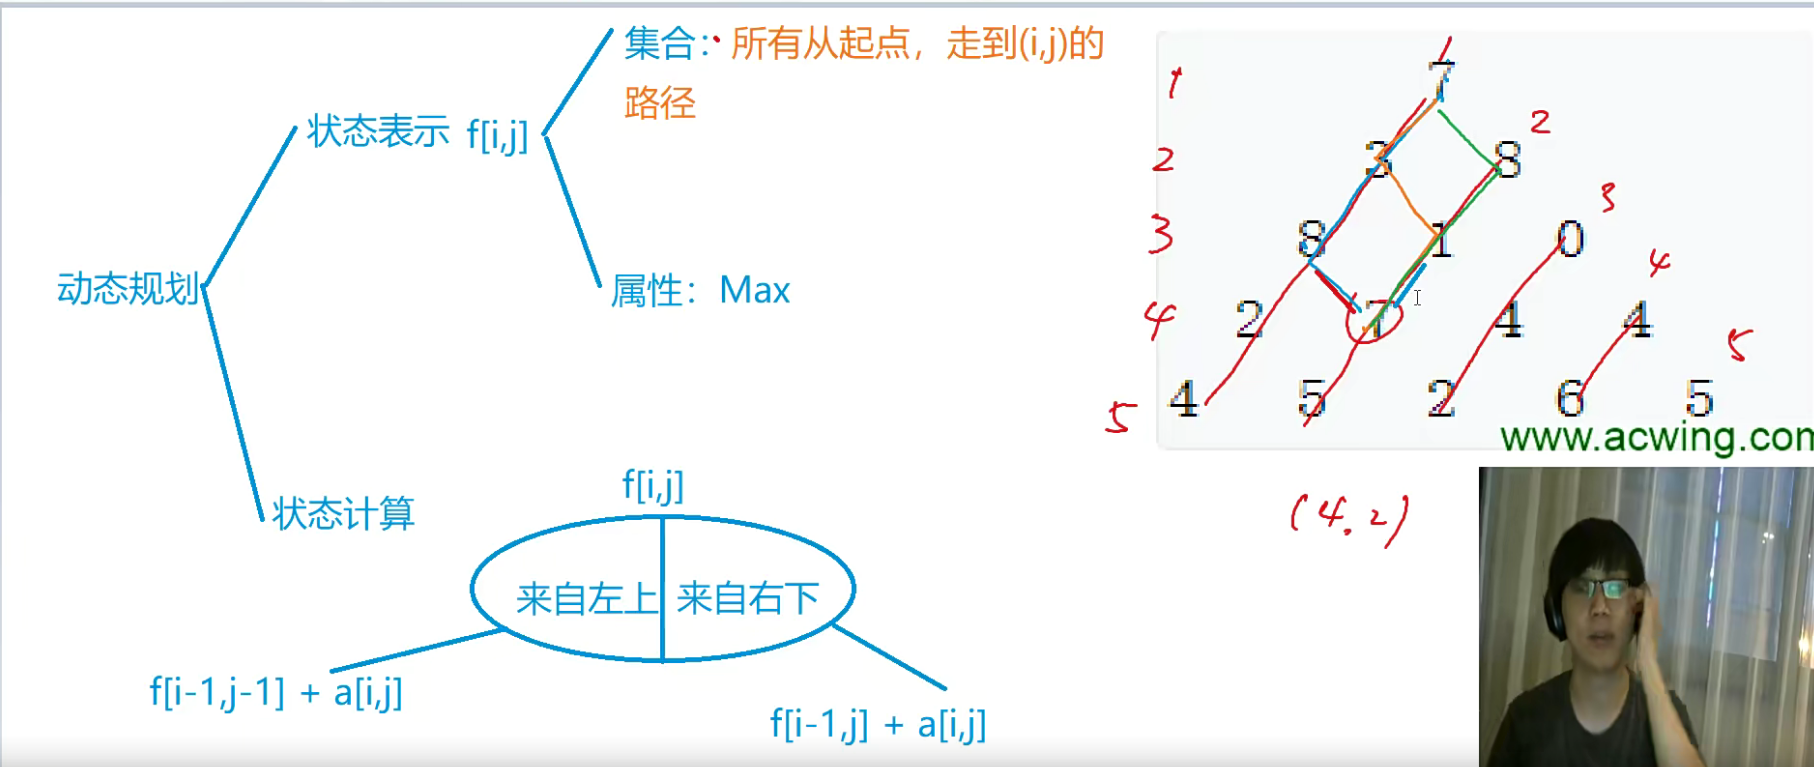 集合：所有从起点，走到(i,j)的
路径
状态表示 f[i,j]
动态规划
属性：Max
状态计算
f[i,j]
来自左上 来自右下
f[i-1,j-1] + a[i,j]
f[i-1,j] + a[i,j]
1 7
2 3 8 2
3 8 1 0 3
4 2 7 4 4 4
5 4 5 2 6 5 5
www.acwing.com
(4.2)